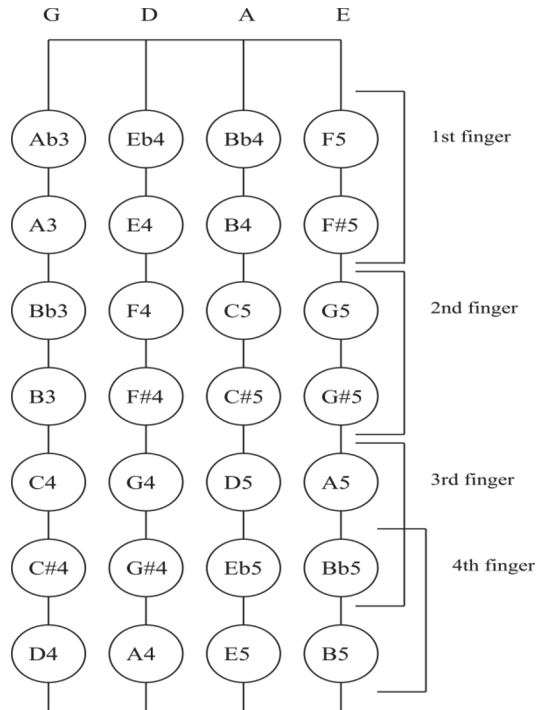 G D A E
Ab3 Eb4 Bb4 F5 1st finger
A3 E4 B4 F#5
Bb3 F4 C5 G5 2nd finger
B3 F#4 C#5 G#5
C4 G4 D5 A5 3rd finger
C#4 G#4 Eb5 Bb5 4th finger
D4 A4 E5 B5